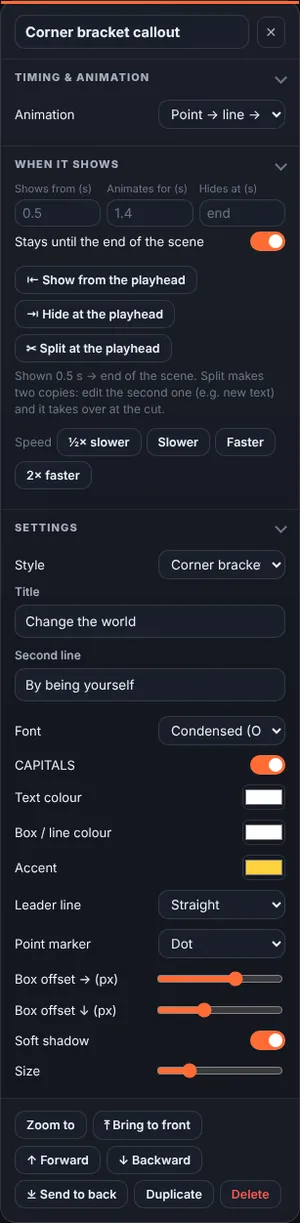 Corner bracket callout ×
TIMING & ANIMATION
Animation Point → line →
WHEN IT SHOWS
Shows from (s) Animates for (s) Hides at (s)
0.5 1.4 end
Stays until the end of the scene
⇤ Show from the playhead
⇥ Hide at the playhead
✂ Split at the playhead
Shown 0.5 s → end of the scene. Split makes
two copies: edit the second one (e.g. new text)
and it takes over at the cut.
Speed ½× slower Slower Faster
2× faster
SETTINGS
Style Corner bracke
Title
Change the world
Second line
By being yourself
Font Condensed (O
CAPITALS
Text colour
Box / line colour
Accent
Leader line Straight
Point marker Dot
Box offset → (px)
Box offset ↓ (px)
Soft shadow
Size
Zoom to ⤒ Bring to front
↑ Forward ↓ Backward
⤓ Send to back Duplicate Delete